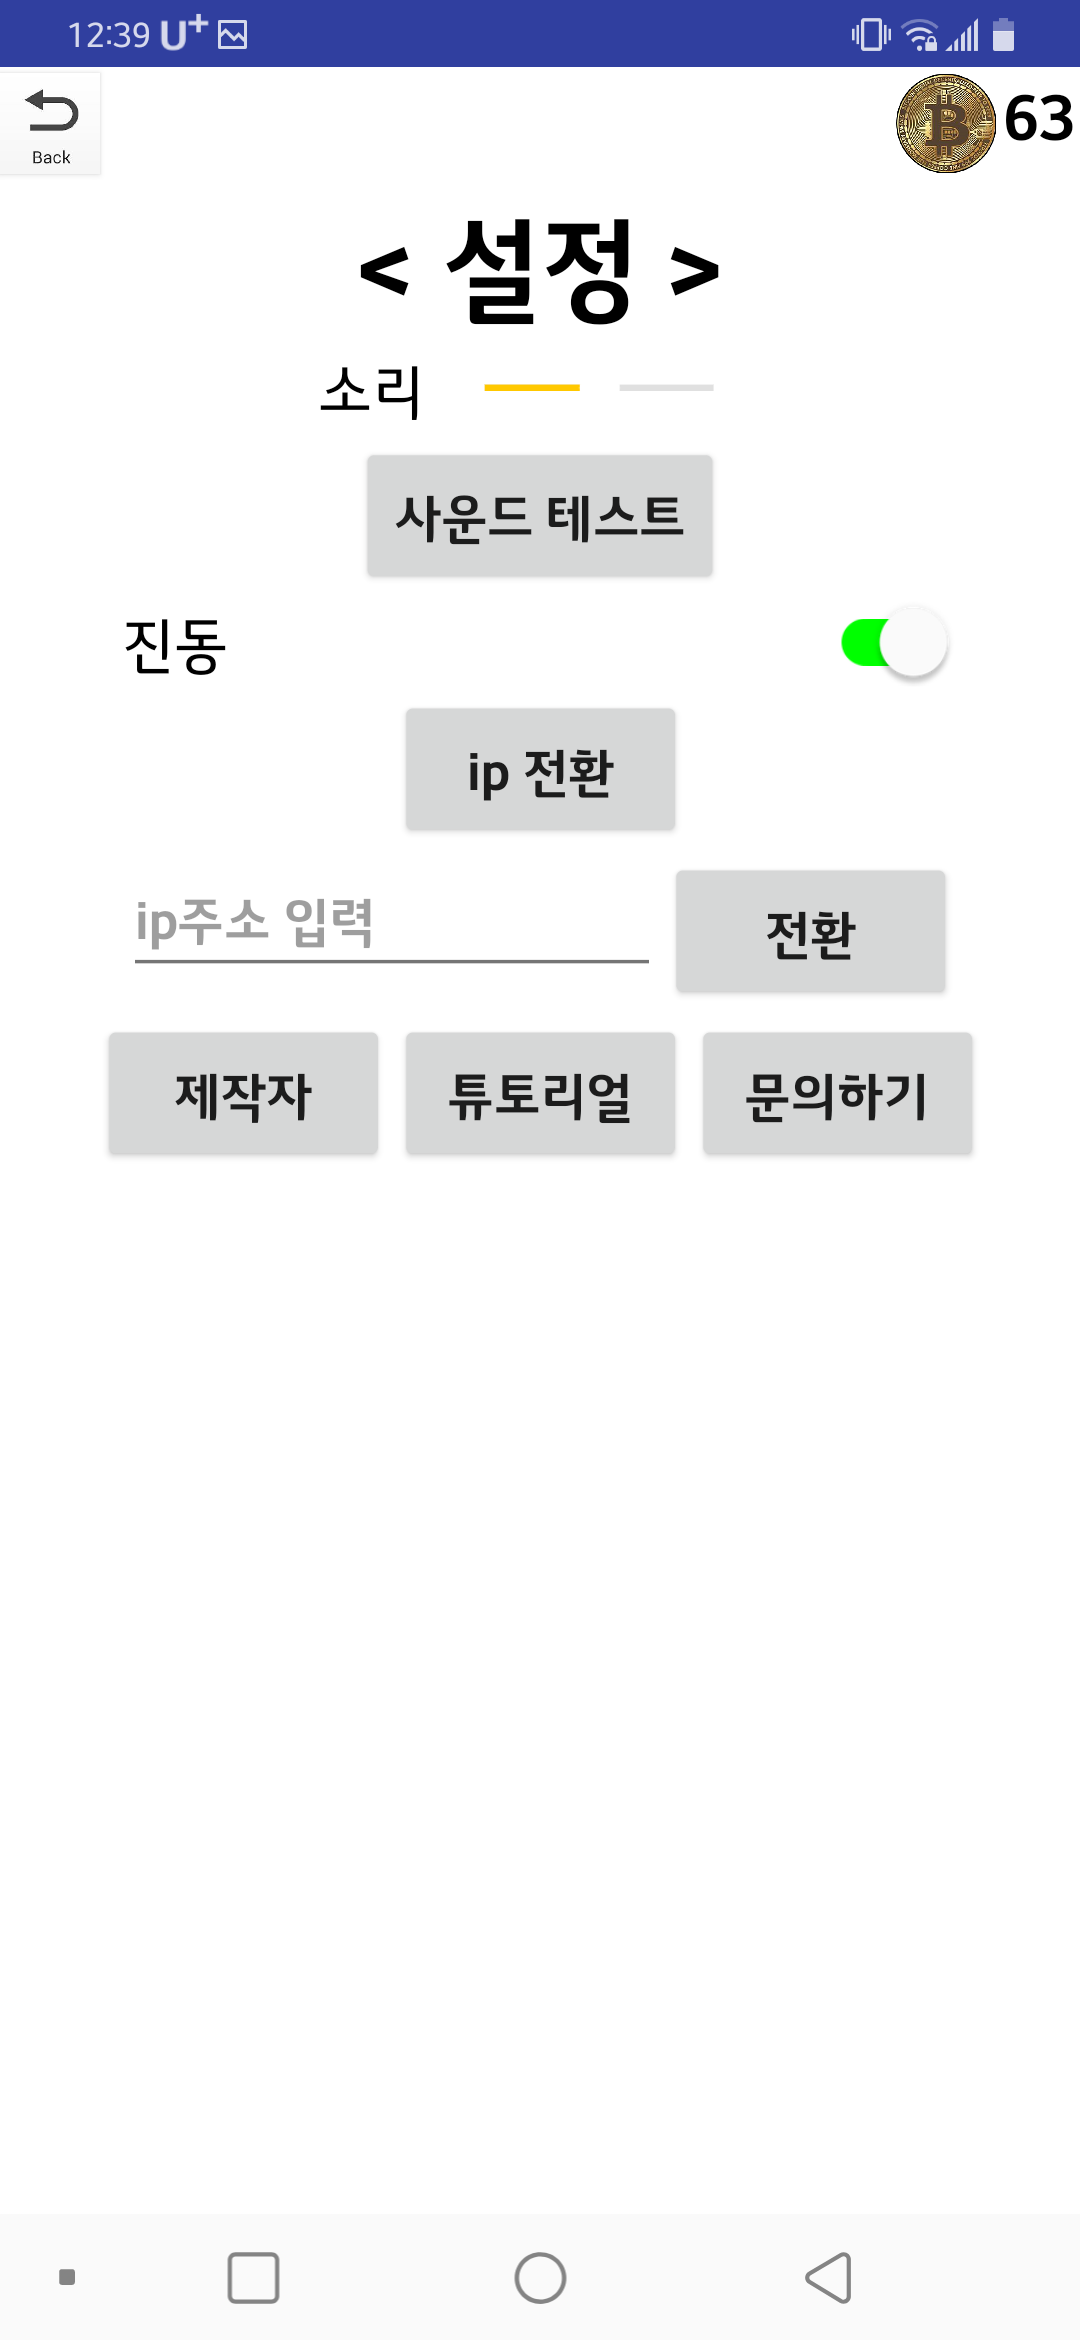 12:39 U+
Back
63
< 설정 >
소리
사운드 테스트
진동
ip 전환
ip주소 입력
전환
제작자
튜토리얼
문의하기